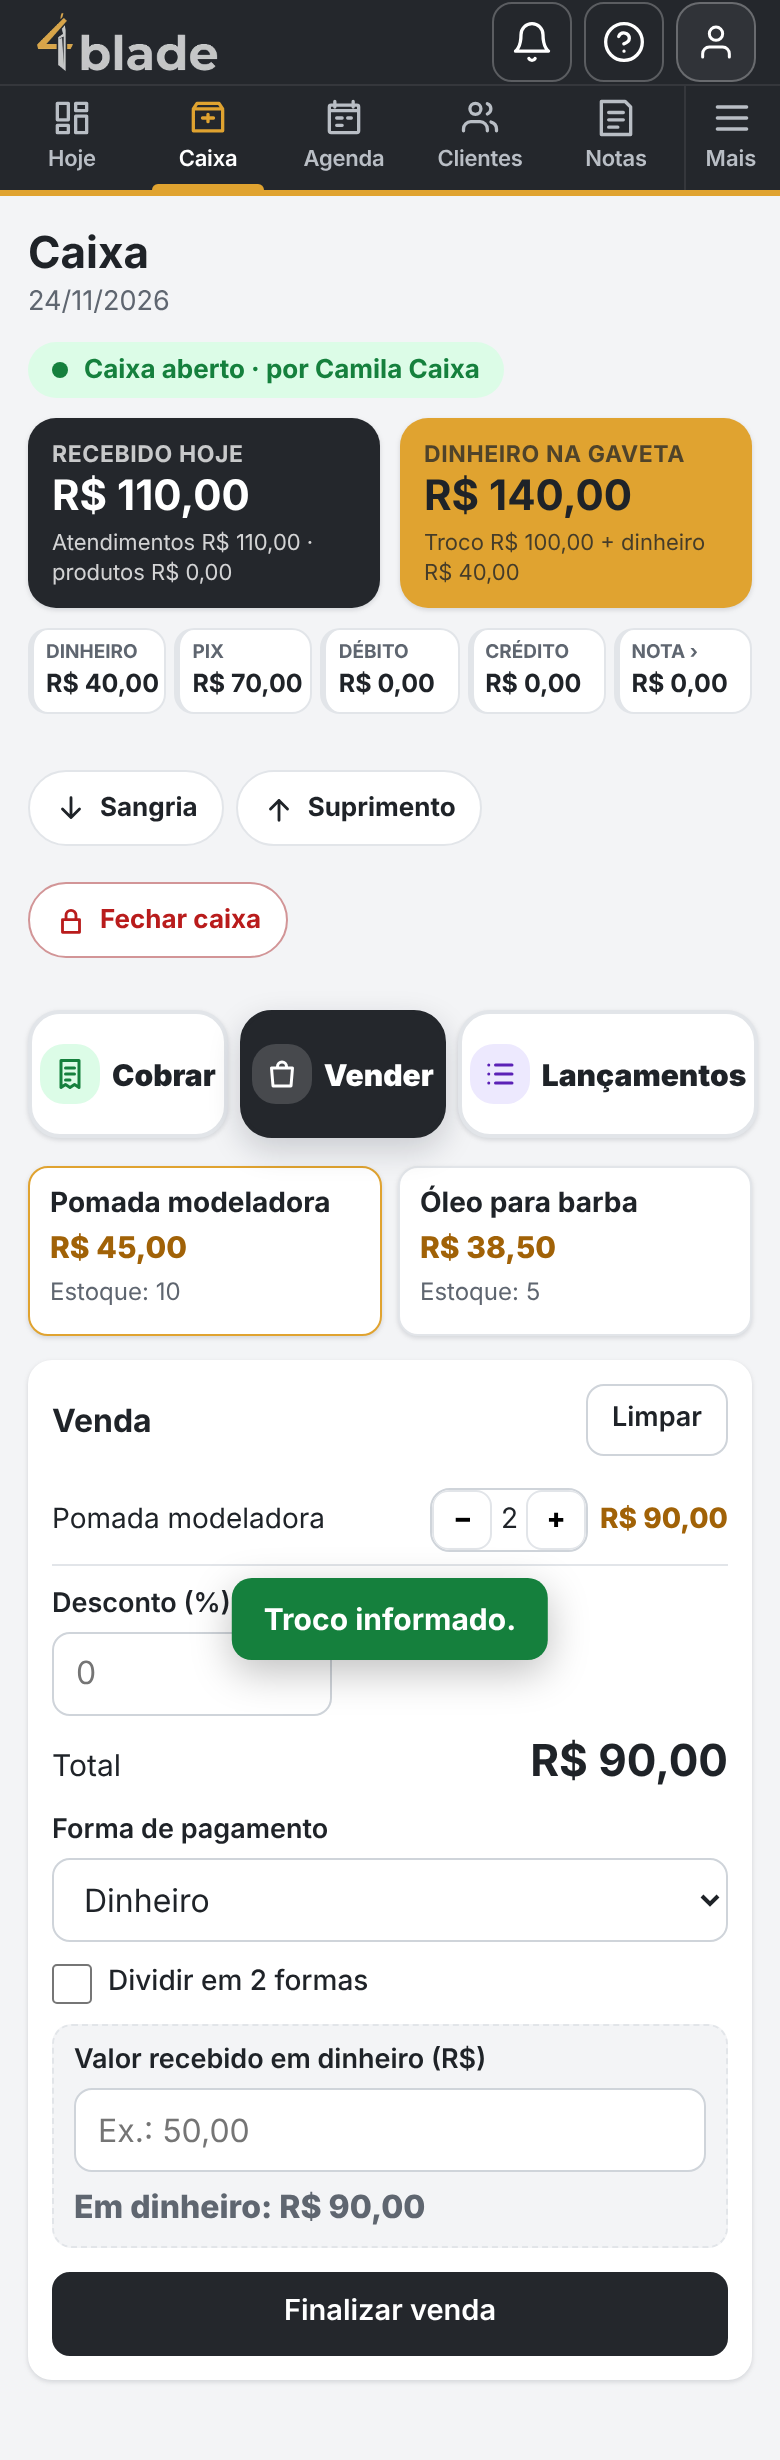 4blade
Hoje
Caixa
Agenda
Clientes
Notas
Mais
Caixa
24/11/2026
Caixa aberto · por Camila Caixa
RECEBIDO HOJE
R$ 110,00
Atendimentos R$ 110,00 ·
produtos R$ 0,00
DINHEIRO NA GAVETA
R$ 140,00
Troco R$ 100,00 + dinheiro
R$ 40,00
DINHEIRO
R$ 40,00
PIX
R$ 70,00
DÉBITO
R$ 0,00
CRÉDITO
R$ 0,00
NOTA ›
R$ 0,00
Sangria
Suprimento
Fechar caixa
Cobrar
Vender
Lançamentos
Pomada modeladora
R$ 45,00
Estoque: 10
Óleo para barba
R$ 38,50
Estoque: 5
Venda
Limpar
Pomada modeladora
− 2 +
R$ 90,00
Desconto (%)
Troco informado.
0
Total
R$ 90,00
Forma de pagamento
Dinheiro
Dividir em 2 formas
Valor recebido em dinheiro (R$)
Ex.: 50,00
Em dinheiro: R$ 90,00
Finalizar venda